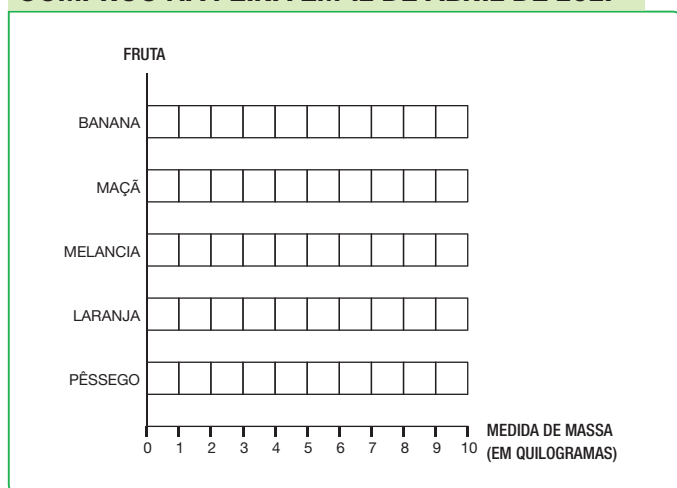 FRUTA
BANANA
MAÇÃ
MELANCIA
LARANJA
PÊSSEGO
0 1 2 3 4 5 6 7 8 9 10
MEDIDA DE MASSA
(EM QUILOGRAMAS)